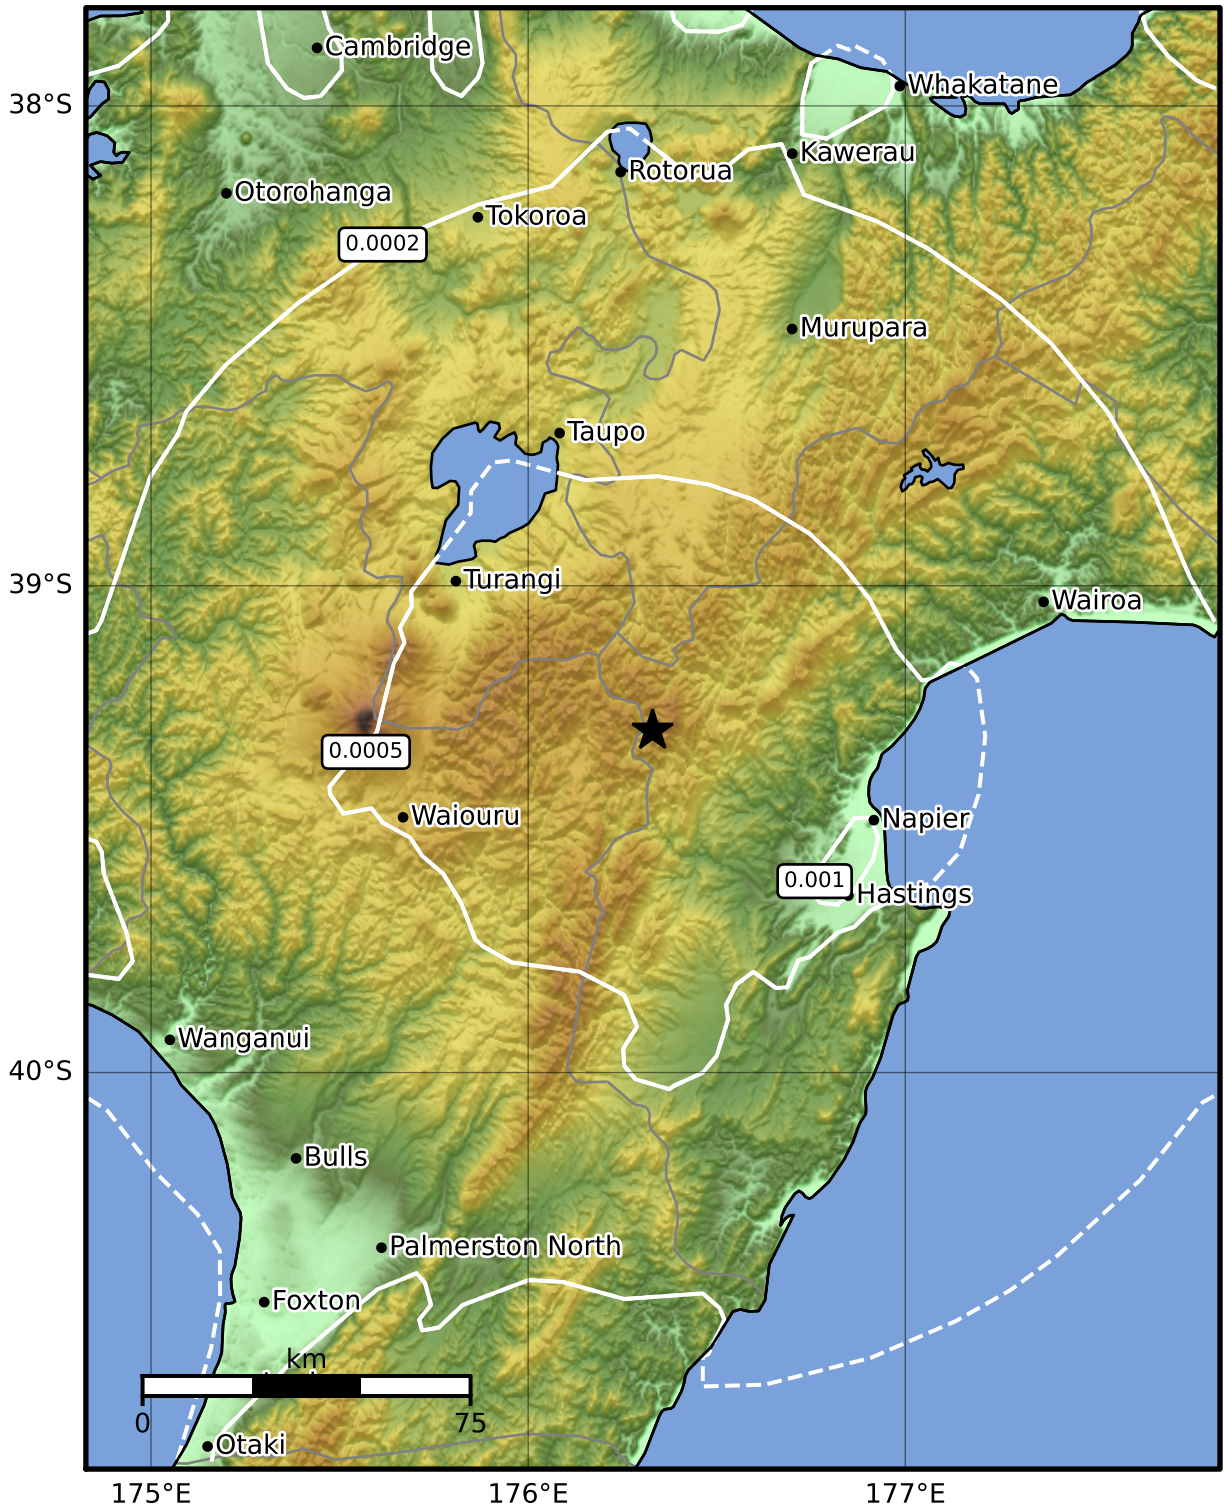 Cambridge
Whakatane
38°S
Kawerau
Rotorua
Otorohanga
Tokoroa
0.0002
Murupara
Taupo
Turangi
39°S
Wairoa
0.0005
Waiouru
Napier
0.001
Hastings
Wanganui
40°S
Bulls
Palmerston North
Foxton
km
0
75
Otaki
175°E
176°E
177°E